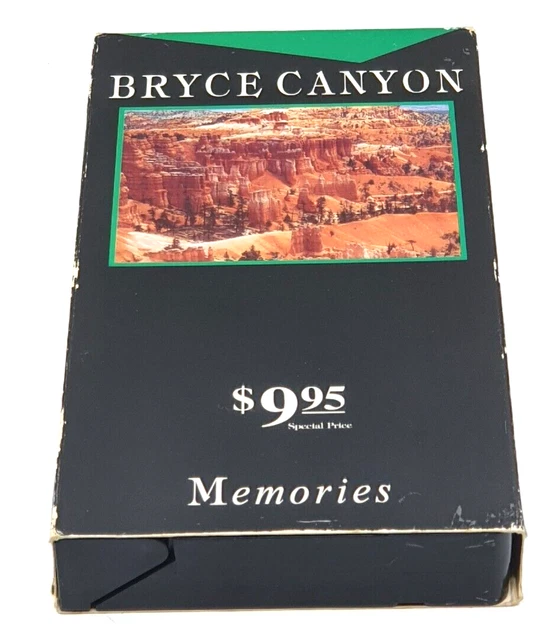 BRYCE CANYON
$9.95
Special Price
Memories